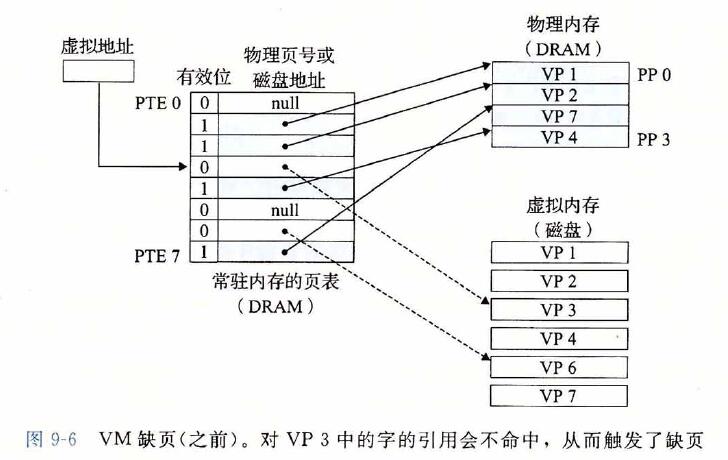 虚拟地址
有效位
物理页号或
磁盘地址
PTE 0
0
null
1
1
0
1
0
null
0
PTE 7
1
常驻内存的页表
（DRAM）
物理内存
（DRAM）
VP 1
PP 0
VP 2
VP 7
VP 4
PP 3
虚拟内存
（磁盘）
VP 1
VP 2
VP 3
VP 4
VP 6
VP 7
图 9-6 VM 缺页(之前)。对 VP 3 中的字的引用会不命中，从而触发了缺页